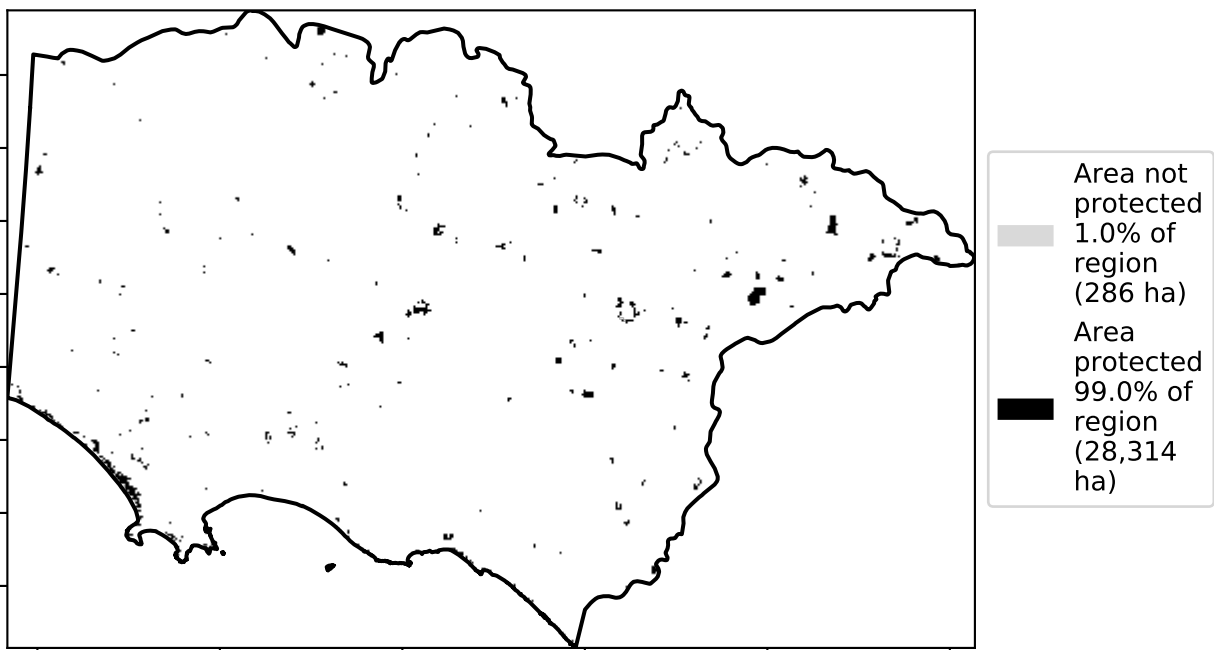 Area not
protected
1.0% of
region
(286 ha)
Area
protected
99.0% of
region
(28,314
ha)